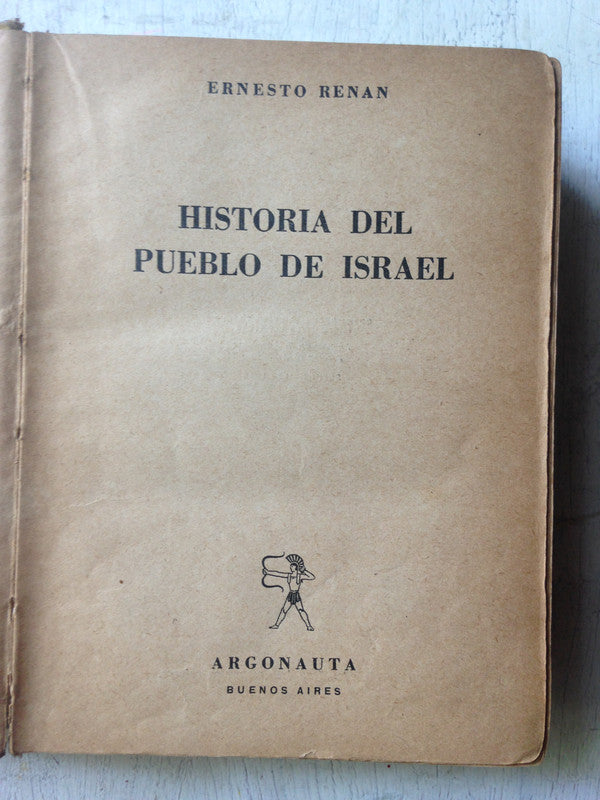 ERNESTO RENAN
HISTORIA DEL
PUEBLO DE ISRAEL
ARGONAUTA
BUENOS AIRES